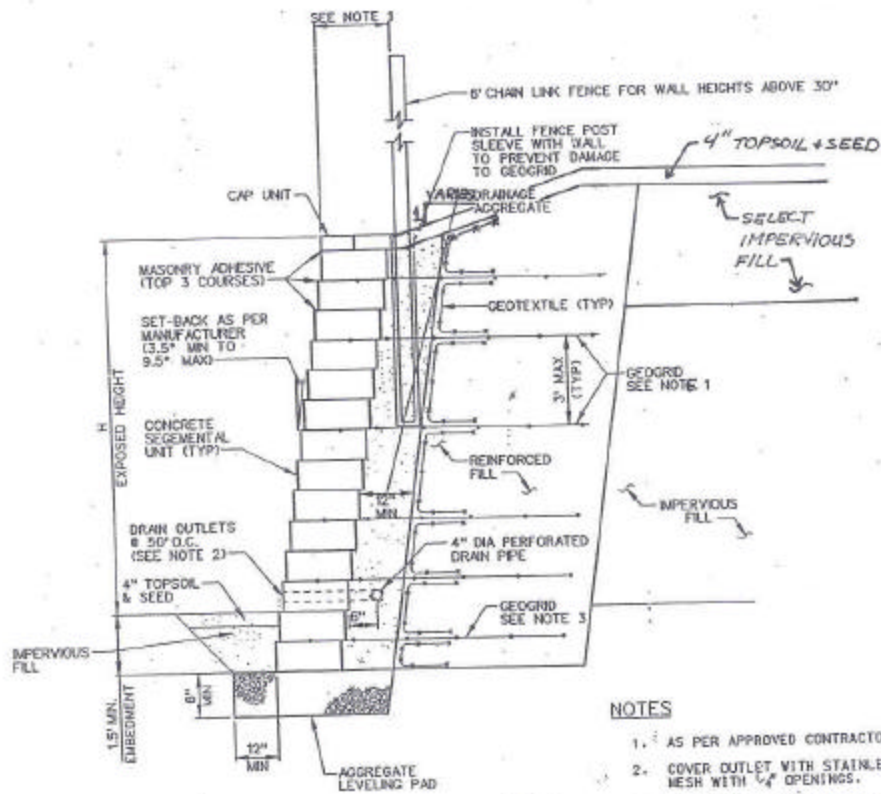 SEE NOTE 1
6' CHAIN LINK FENCE FOR WALL HEIGHTS ABOVE 30"
INSTALL FENCE POST
SLEEVE WITH WALL
TO PREVENT DAMAGE
TO GEOGRID
4" TOPSOIL + SEED
CAP UNIT
1
VARIES
DRAINAGE
AGGREGATE
SELECT
IMPERVIOUS
FILL
MASONRY ADHESIVE
(TOP 3 COURSES)
GEOTEXTILE (TYP)
SET-BACK AS PER
MANUFACTURER
(3.5° MIN TO
9.5° MAX)
3' MAX
(TYP)
GEOGRID
SEE NOTE 1
H
EXPOSED HEIGHT
CONCRETE
SEGEMENTAL
UNIT (TYP)
REINFORCED
FILL
12"
MIN
IMPERVIOUS
FILL
DRAIN OUTLETS
@ 50' O.C.
(SEE NOTE 2)
4" DIA PERFORATED
DRAIN PIPE
4" TOPSOIL
& SEED
6"
GEOGRID
SEE NOTE 3
IMPERVIOUS
FILL
1.5' MIN.
EMBEDMENT
6"
MIN
12"
MIN
AGGREGATE
LEVELING PAD
NOTES
1. AS PER APPROVED CONTRACTO
2. COVER OUTLET WITH STAINLE
MESH WITH 1/4" OPENINGS.